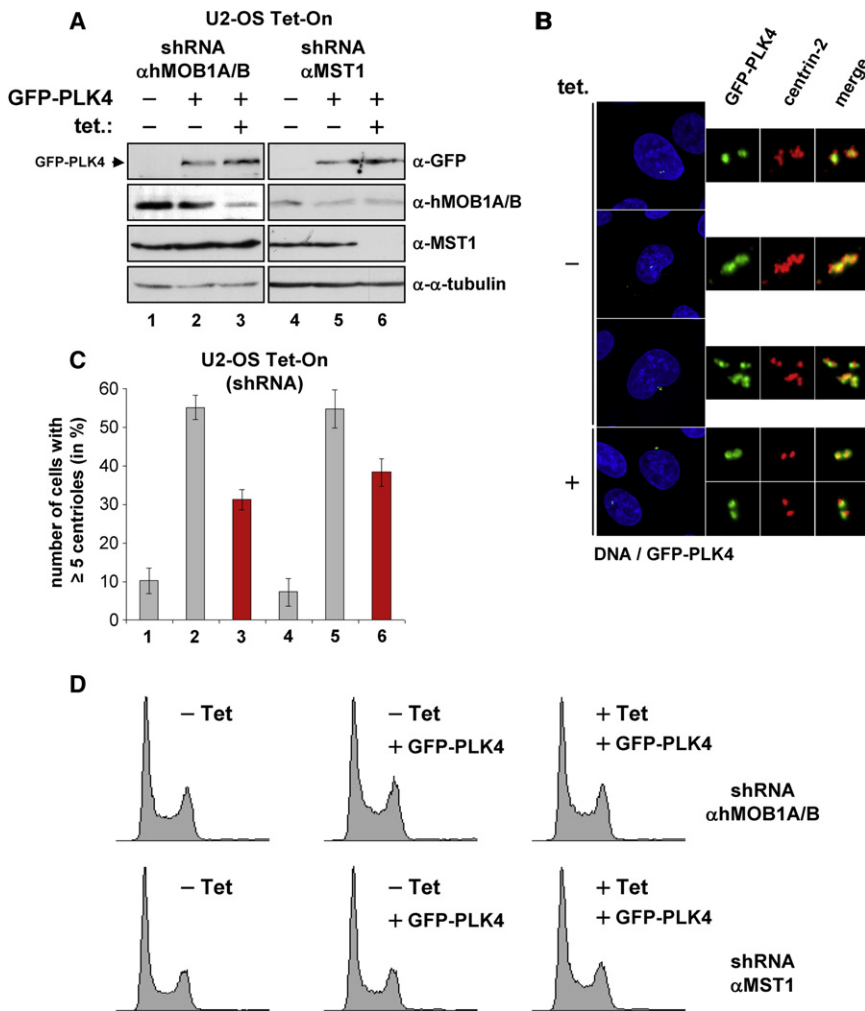 A
U2-OS Tet-On
shRNA
αhMOB1A/B
shRNA
αMST1
GFP-PLK4 – + + – + +
tet.: – – + – – +
GFP-PLK4
α-GFP
α-hMOB1A/B
α-MST1
α-α-tubulin
1 2 3 4 5 6
B
GFP-PLK4
centrin-2
merge
tet.
–
+
DNA / GFP-PLK4
C
U2-OS Tet-On
(shRNA)
number of cells with
≥ 5 centrioles (in %)
60
50
40
30
20
10
0
1 2 3 4 5 6
D
– Tet
– Tet
+ GFP-PLK4
+ Tet
+ GFP-PLK4
shRNA
αhMOB1A/B
– Tet
– Tet
+ GFP-PLK4
+ Tet
+ GFP-PLK4
shRNA
αMST1